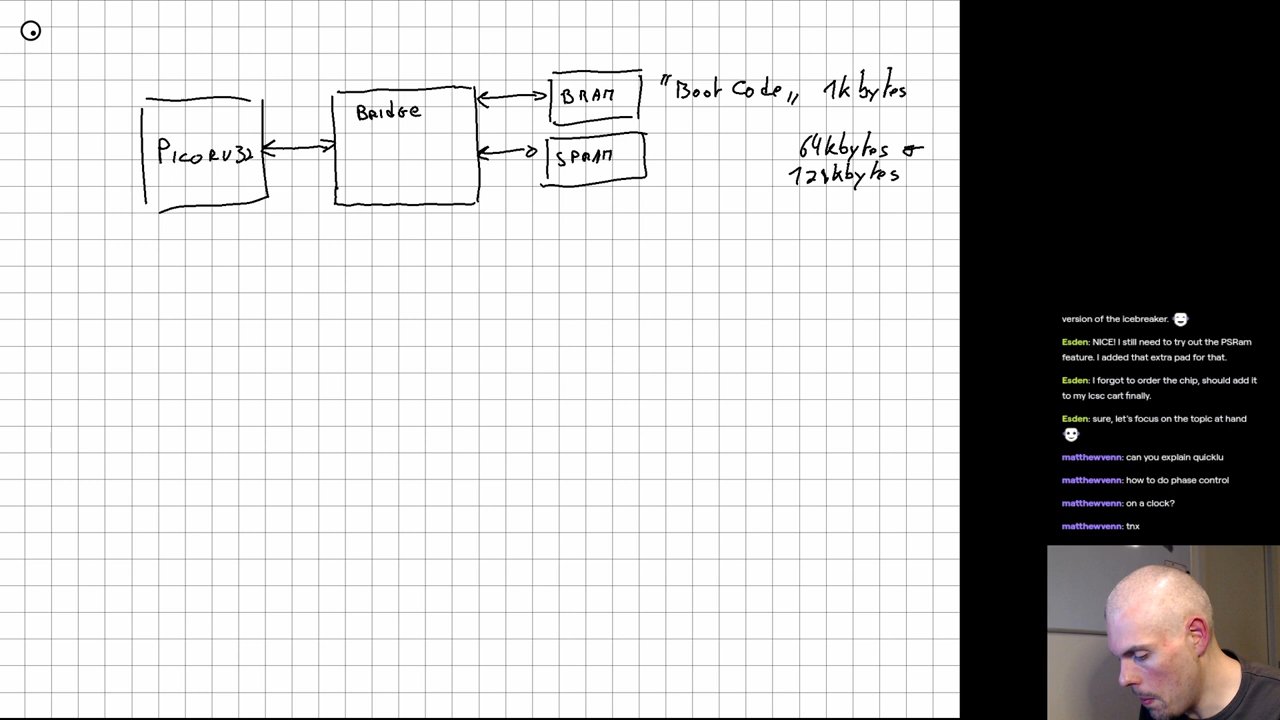 PICORV32
Bridge
BRAM
"Boot Code" 1kbytes
SPRAM
64kbytes or
128kbytes
version of the icebreaker.
Esden: NICE! I still need to try out the PSRam
feature. I added that extra pad for that.
Esden: I forgot to order the chip, should add it
to my lcsc cart finally.
Esden: sure, let's focus on the topic at hand
matthewvenn: can you explain quicklu
matthewvenn: how to do phase control
matthewvenn: on a clock?
matthewvenn: tnx